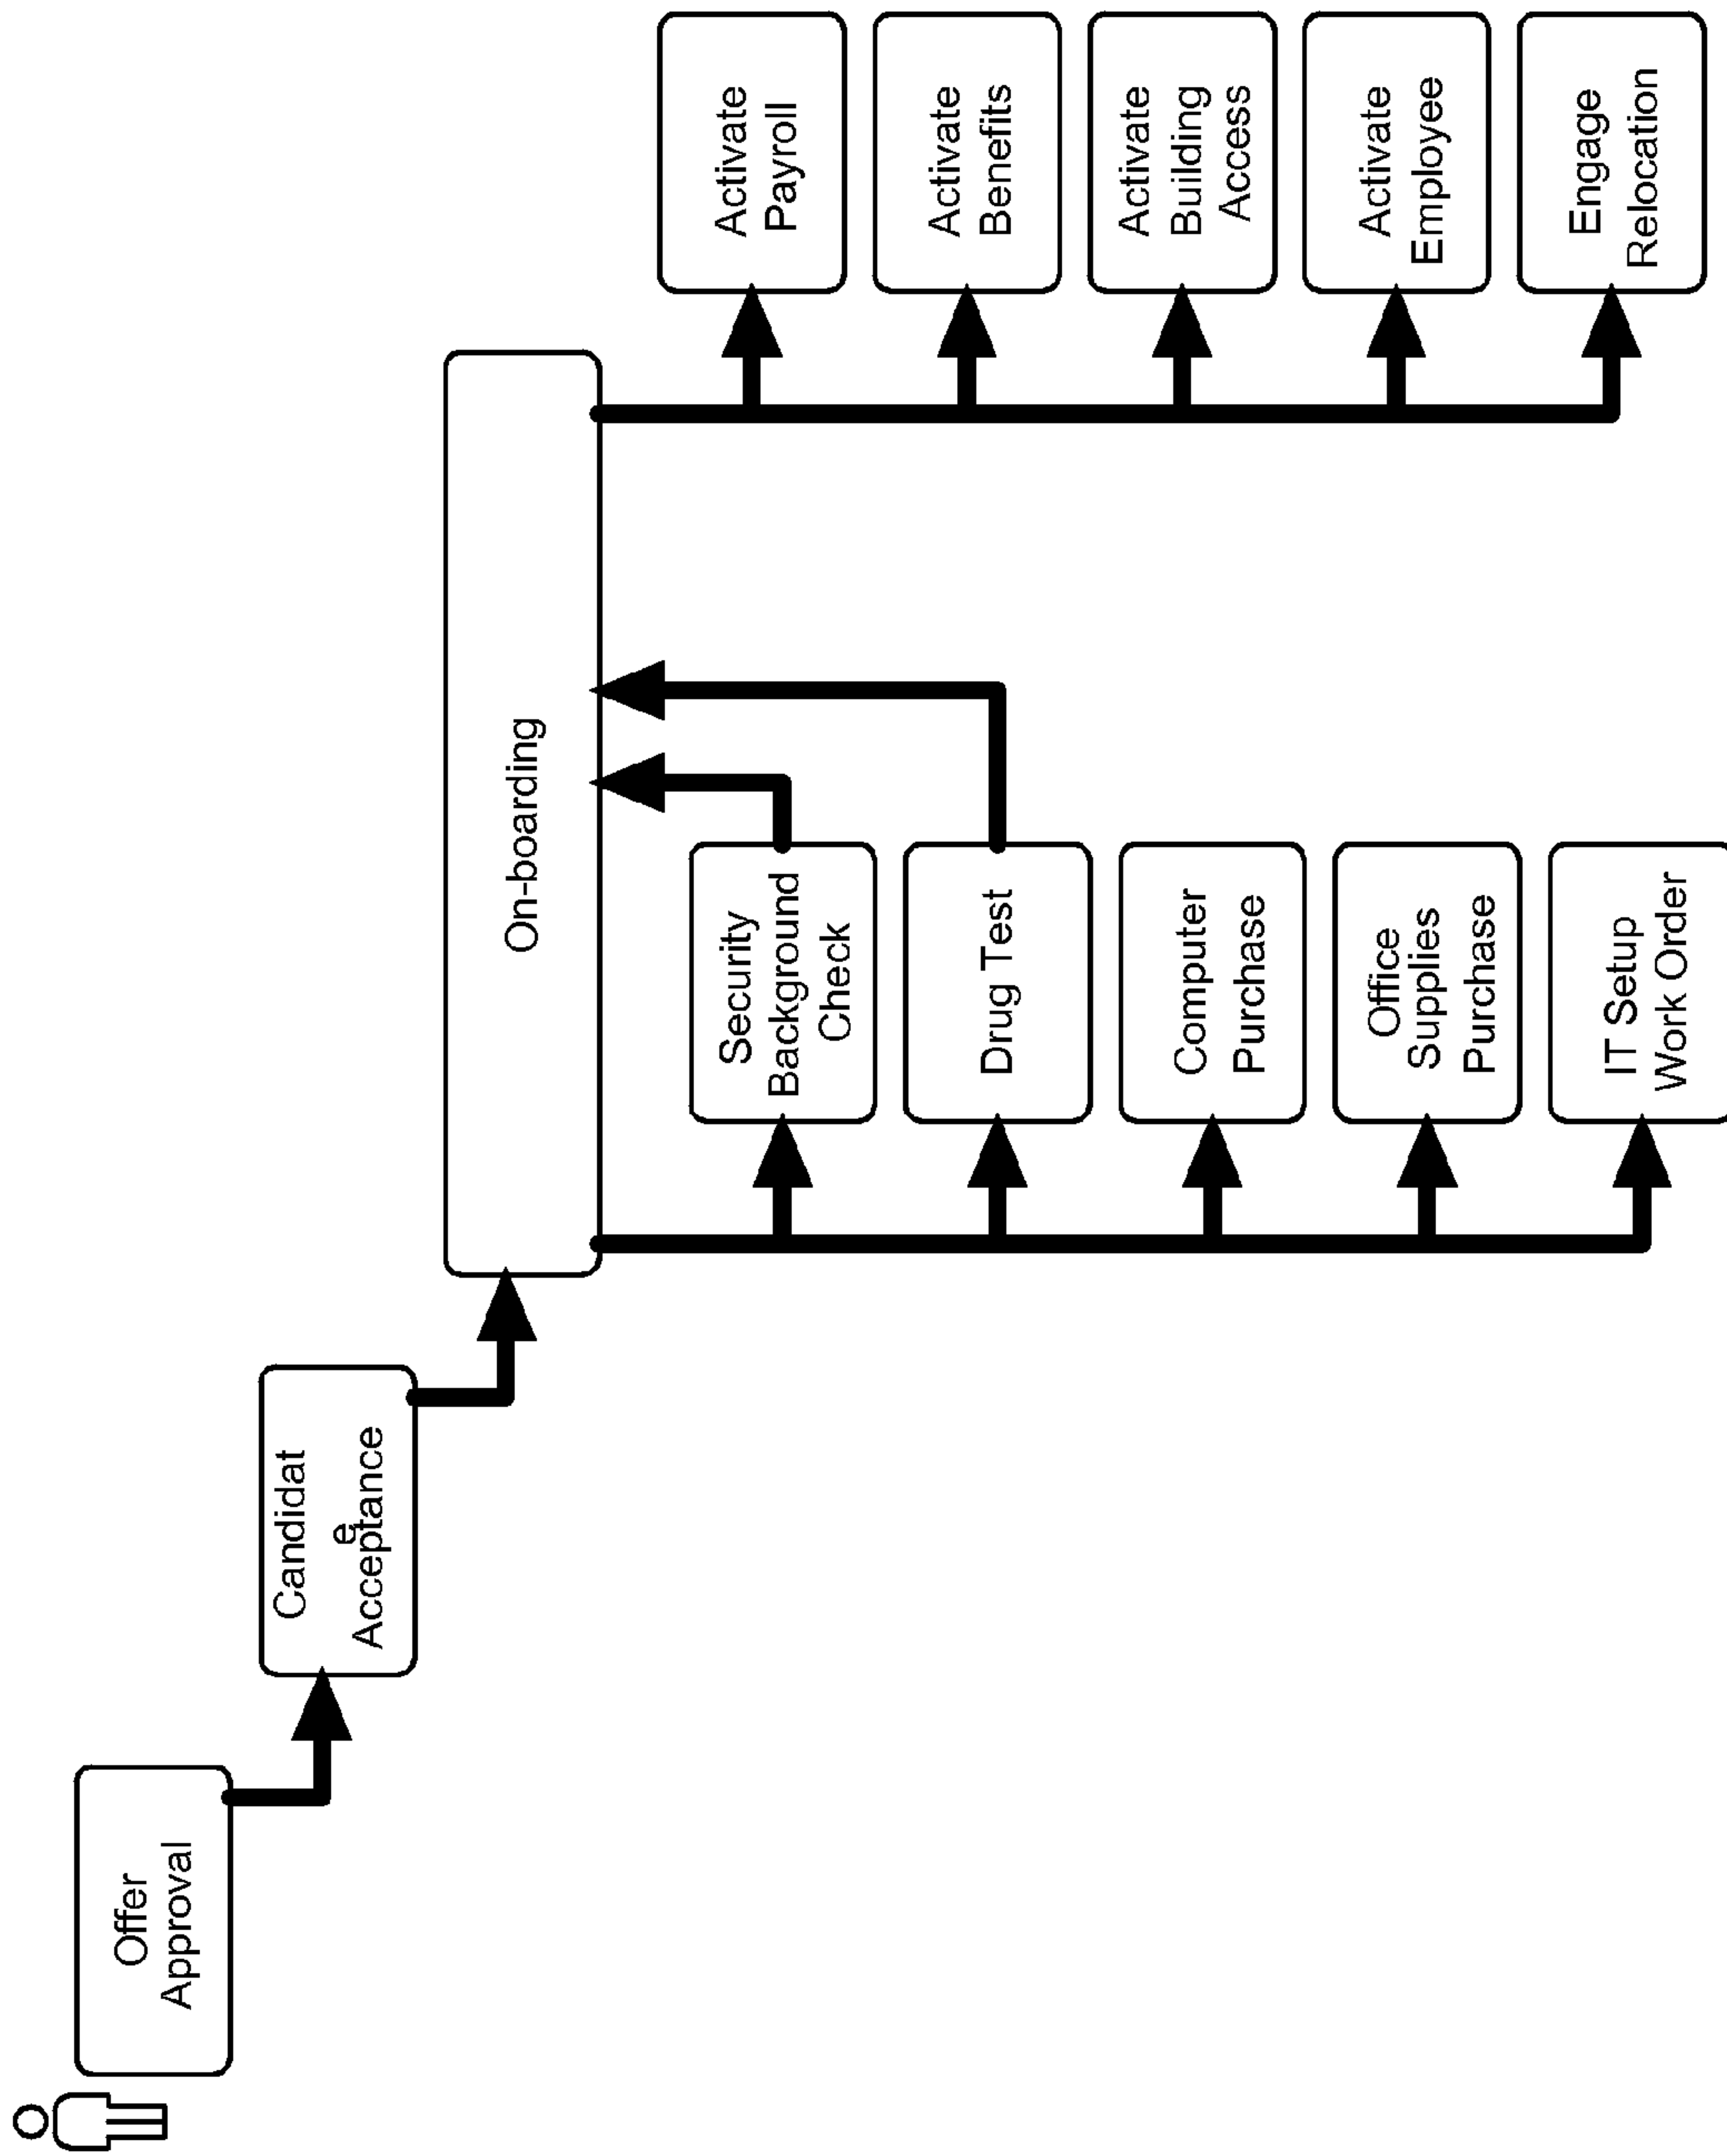 Offer
Approval
Candidat
e
Acceptance
On-boarding
Security
Background
Check
Drug Test
Computer
Purchase
Office
Supplies
Purchase
IT Setup
Work Order
Activate
Payroll
Activate
Benefits
Activate
Building
Access
Activate
Employee
Engage
Relocation